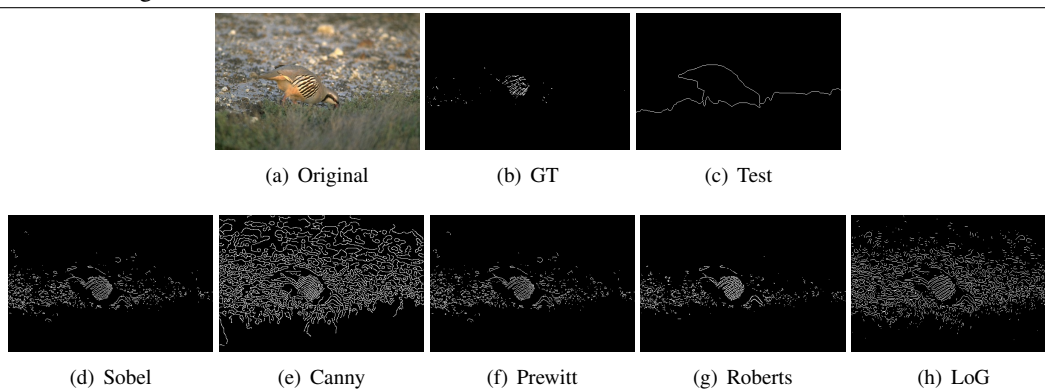 (a) Original
(b) GT
(c) Test
(d) Sobel
(e) Canny
(f) Prewitt
(g) Roberts
(h) LoG